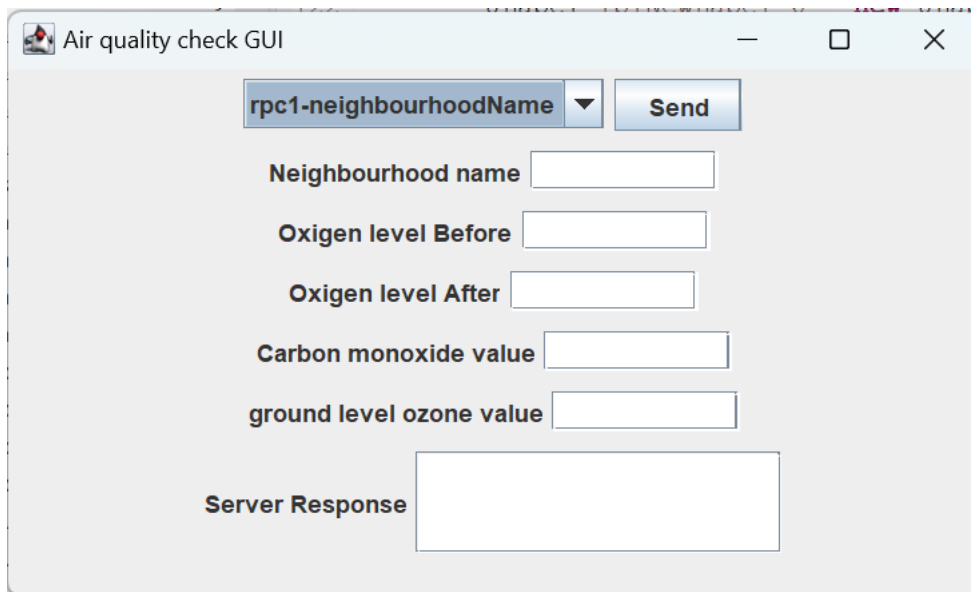 Air quality check GUI
rpc1-neighbourhoodName Send
Neighbourhood name
Oxigen level Before
Oxigen level After
Carbon monoxide value
ground level ozone value
Server Response